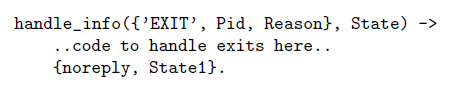 handle_info({’EXIT’, Pid, Reason}, State) ->
    ..code to handle exits here..
    {noreply, State1}.